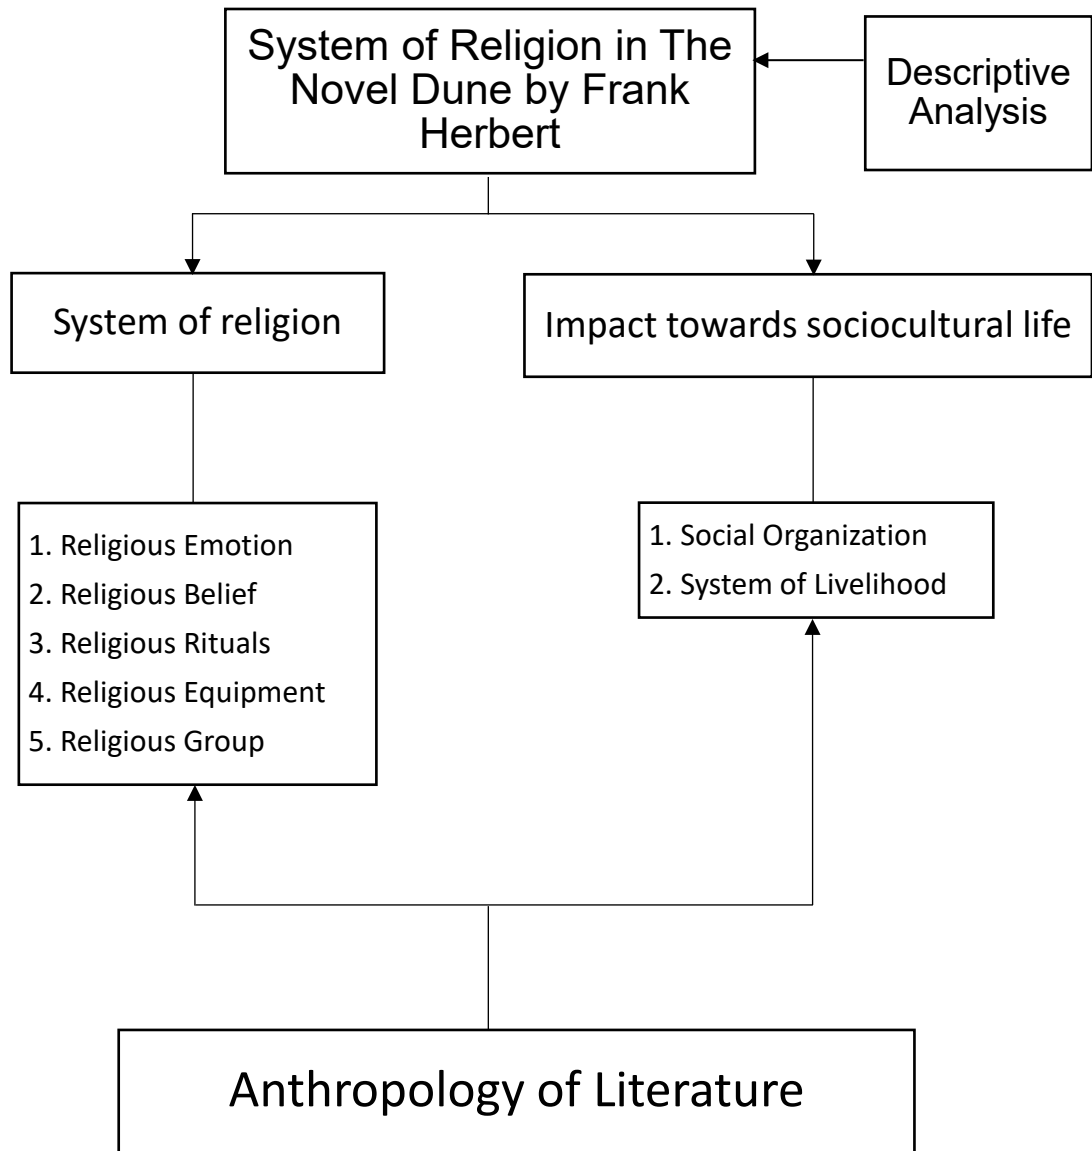 System of Religion in The
Novel Dune by Frank
Herbert
Descriptive
Analysis
System of religion
Impact towards sociocultural life
1. Religious Emotion
2. Religious Belief
3. Religious Rituals
4. Religious Equipment
5. Religious Group
1. Social Organization
2. System of Livelihood
Anthropology of Literature